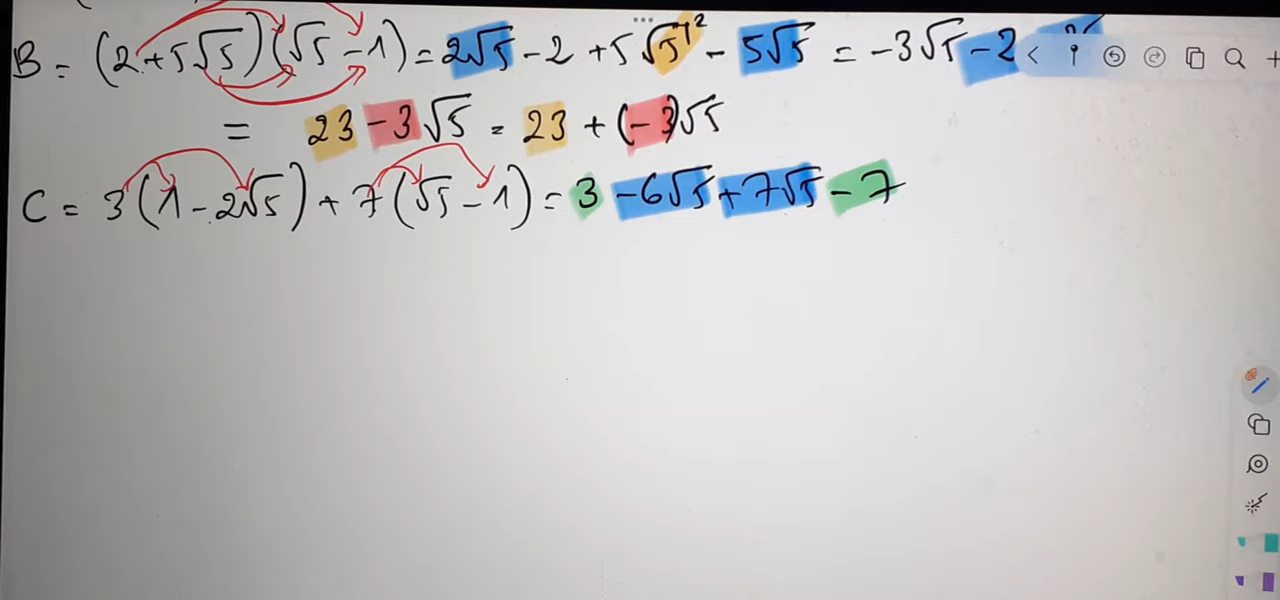 B = (2+5√5)(√5-1) = 2√5 - 2 + 5√5² - 5√5 = -3√5 - 2
= 23 - 3√5 = 23 + (-3)√5
C = 3(1-2√5) + 7(√5-1) = 3 - 6√5 + 7√5 - 7